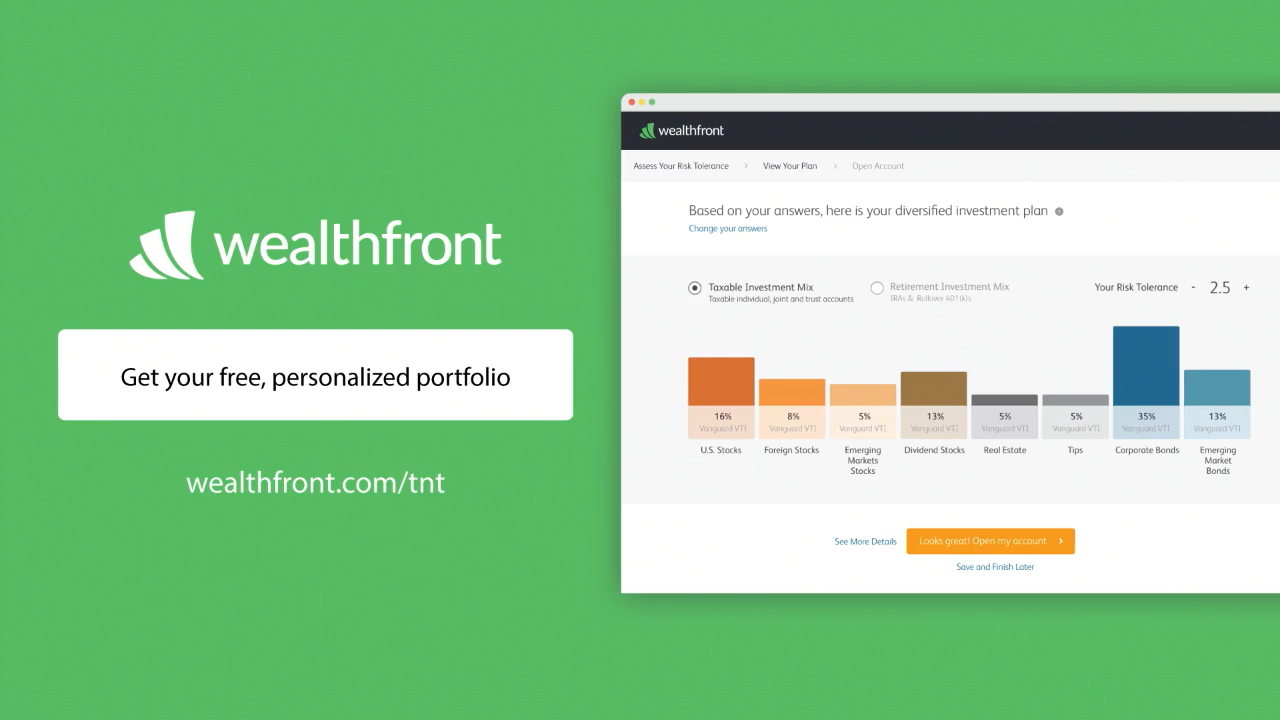 wealthfront
Get your free, personalized portfolio
wealthfront.com/tnt
wealthfront
Assess Your Risk Tolerance > View Your Plan > Open Account
Based on your answers, here is your diversified investment plan
Change your answers
Taxable Investment Mix
Taxable individual, joint and trust accounts
Retirement Investment Mix
IRAs & Rollover 401(k)s
Your Risk Tolerance - 2.5 +
16% 8% 5% 13% 5% 5% 35% 13%
Vanguard VTI Vanguard VTI Vanguard VTI Vanguard VTI Vanguard VTI Vanguard VTI Vanguard VTI Vanguard VTI
U.S. Stocks
Foreign Stocks
Emerging
Markets
Stocks
Dividend Stocks
Real Estate
Tips
Corporate Bonds
Emerging
Market
Bonds
See More Details
Looks great! Open my account >
Save and Finish Later